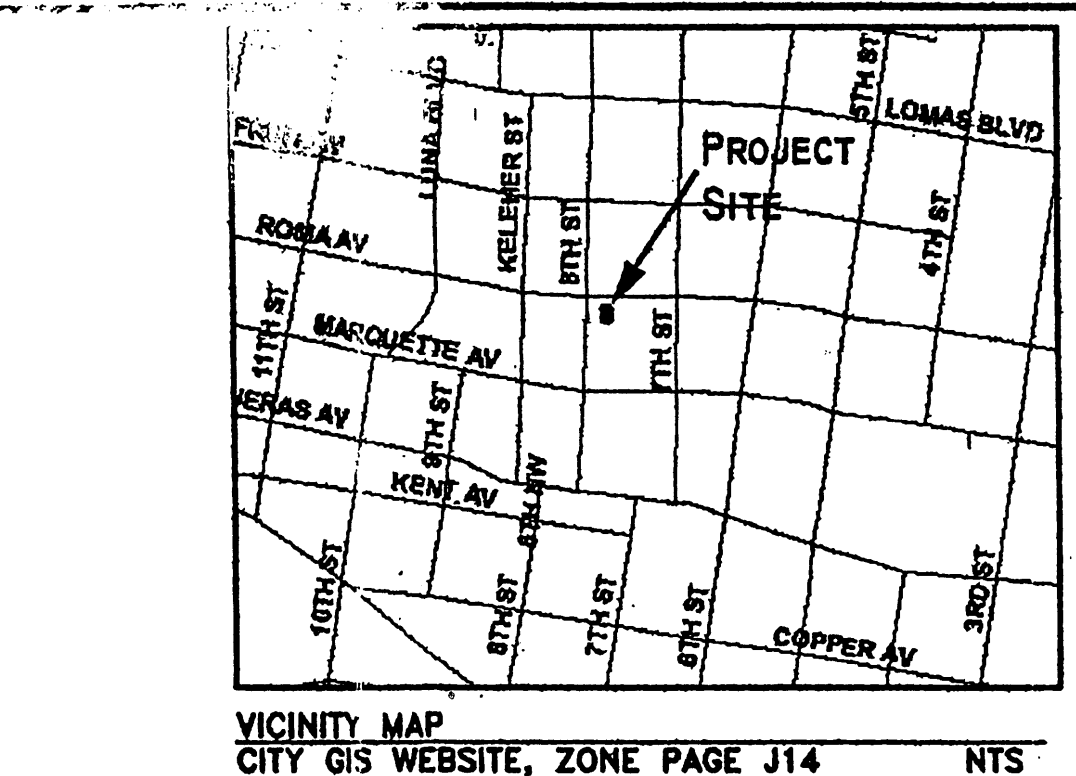 5TH ST
LOMAS BLVD
LUNA BLVD
KELEHER ST
PROJECT
SITE
8TH ST
4TH ST
ROMA AV
11TH ST
MARQUETTE AV
7TH ST
9TH ST
KENT AV
8TH NW
10TH ST
8TH ST
7TH ST
6TH ST
3RD ST
COPPER AV
VICINITY MAP
CITY GIS WEBSITE, ZONE PAGE J14 NTS